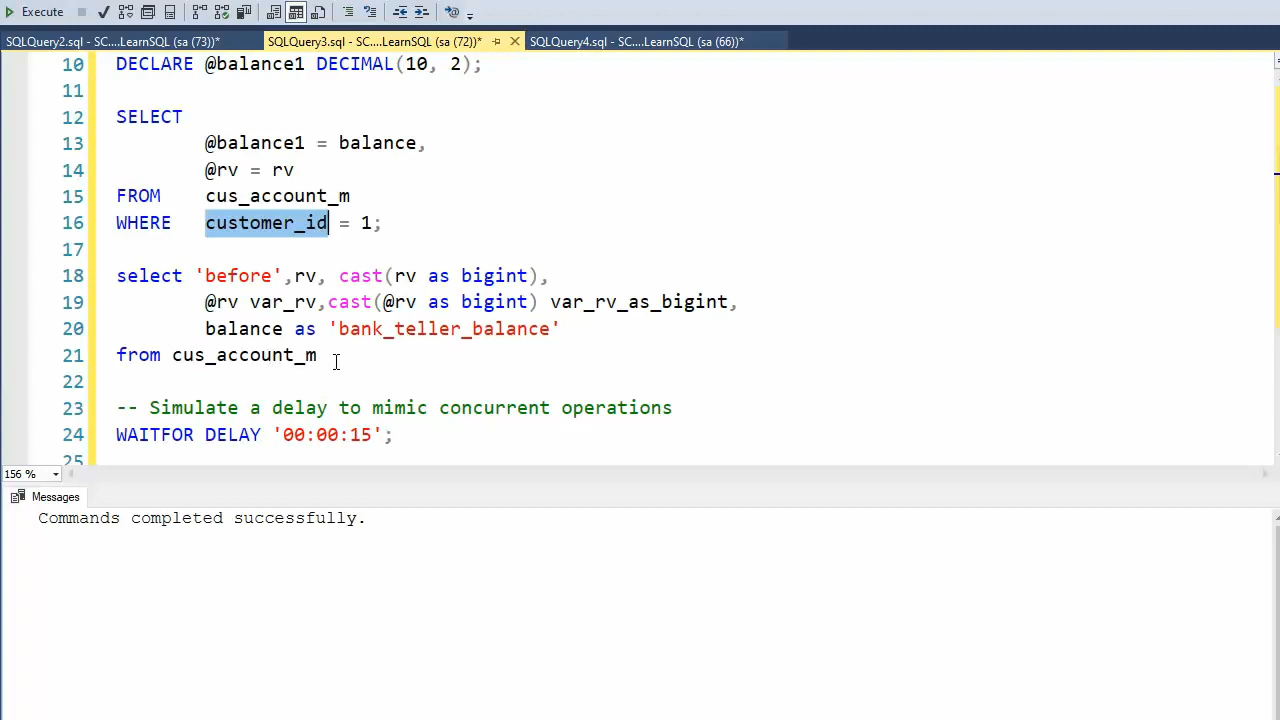 Execute
SQLQuery2.sql - SC....LearnSQL (sa (73))*
SQLQuery3.sql - SC....LearnSQL (sa (72))*
SQLQuery4.sql - SC....LearnSQL (sa (66))*
10 DECLARE @balance1 DECIMAL(10, 2);
11
12 SELECT
13 @balance1 = balance,
14 @rv = rv
15 FROM cus_account_m
16 WHERE customer_id = 1;
17
18 select 'before',rv, cast(rv as bigint),
19 @rv var_rv,cast(@rv as bigint) var_rv_as_bigint,
20 balance as 'bank_teller_balance'
21 from cus_account_m
22
23 -- Simulate a delay to mimic concurrent operations
24 WAITFOR DELAY '00:00:15';
25
156 %
Messages
Commands completed successfully.